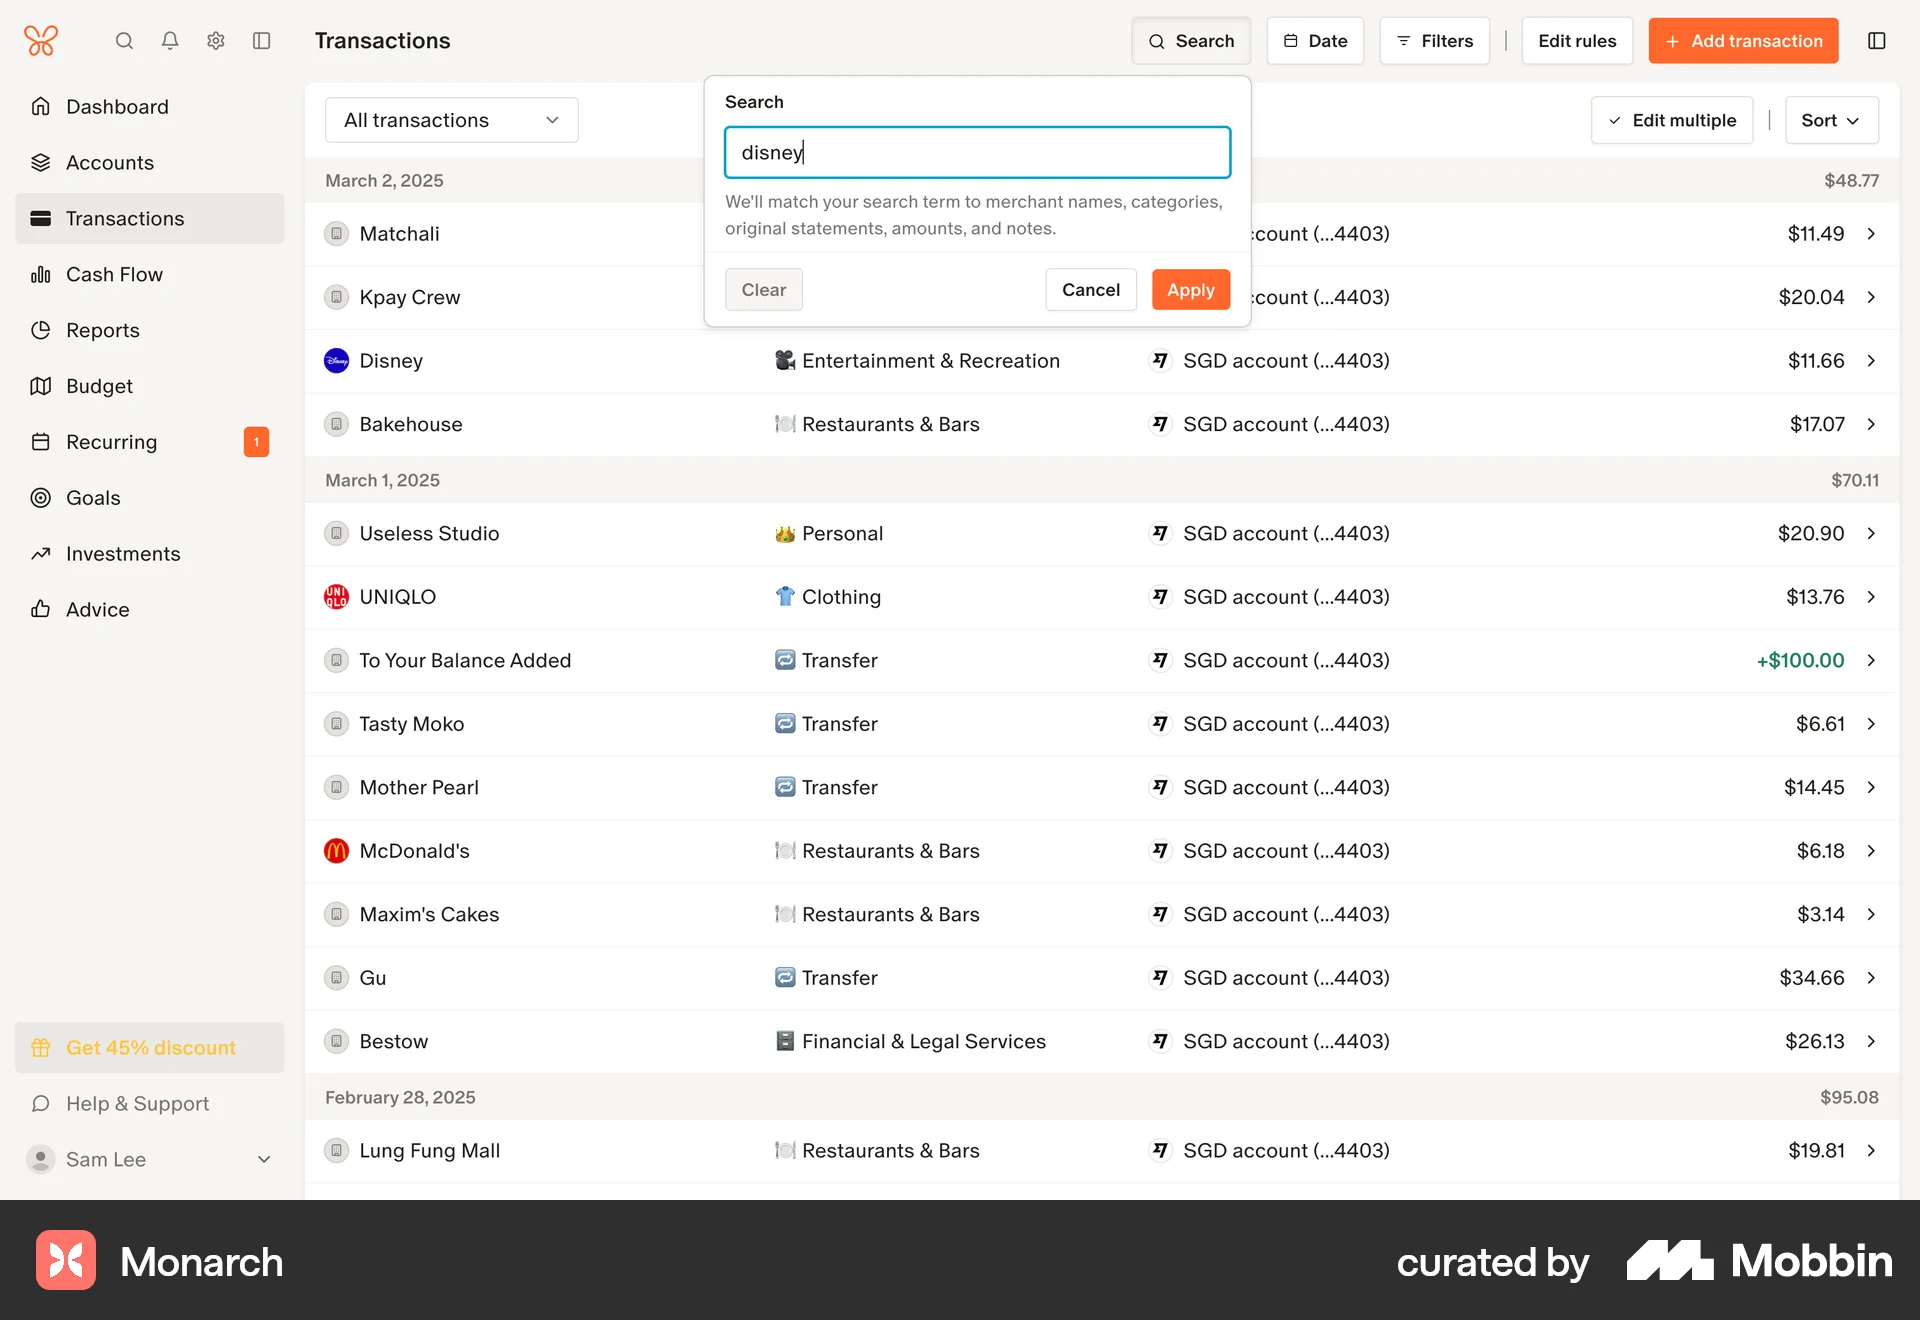 Transactions
Search
Date
Filters
Edit rules
+ Add transaction
Dashboard
Accounts
Transactions
Cash Flow
Reports
Budget
Recurring
1
Goals
Investments
Advice
Get 45% discount
Help & Support
Sam Lee
All transactions
Edit multiple
Sort
Search
disney
We'll match your search term to merchant names, categories,
original statements, amounts, and notes.
Clear
Cancel
Apply
March 2, 2025 $48.77
Matchali count (...4403) $11.49
Kpay Crew count (...4403) $20.04
Disney Disney Entertainment & Recreation SGD account (...4403) $11.66
Bakehouse Restaurants & Bars SGD account (...4403) $17.07
March 1, 2025 $70.11
Useless Studio Personal SGD account (...4403) $20.90
UNI QLO UNIQLO Clothing SGD account (...4403) $13.76
To Your Balance Added Transfer SGD account (...4403) +$100.00
Tasty Moko Transfer SGD account (...4403) $6.61
Mother Pearl Transfer SGD account (...4403) $14.45
McDonald's Restaurants & Bars SGD account (...4403) $6.18
Maxim's Cakes Restaurants & Bars SGD account (...4403) $3.14
Gu Transfer SGD account (...4403) $34.66
Bestow Financial & Legal Services SGD account (...4403) $26.13
February 28, 2025 $95.08
Lung Fung Mall Restaurants & Bars SGD account (...4403) $19.81
Monarch
curated by Mobbin